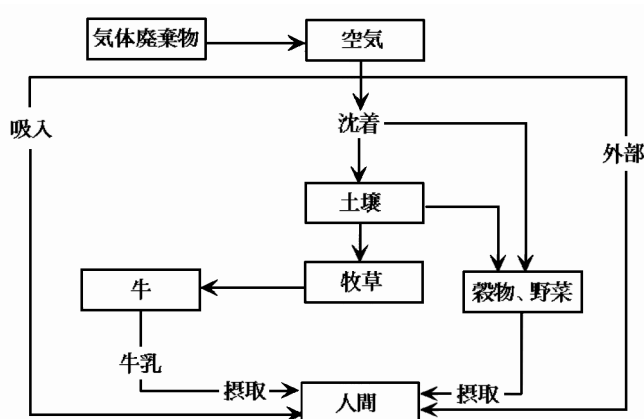 気体廃棄物
空気
吸入
沈着
外部
土壌
牛
牧草
穀物、野菜
牛乳
摂取
摂取
人間